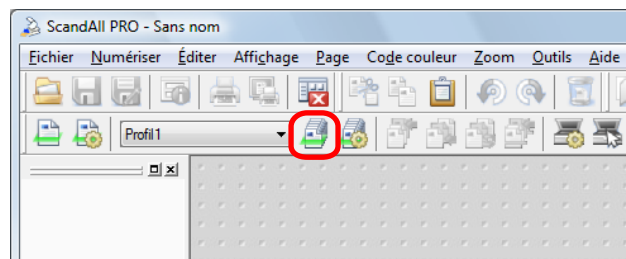 ScandAll PRO - Sans nom
Fichier Numériser Éditer Affichage Page Code couleur Zoom Outils Aide
Profil1